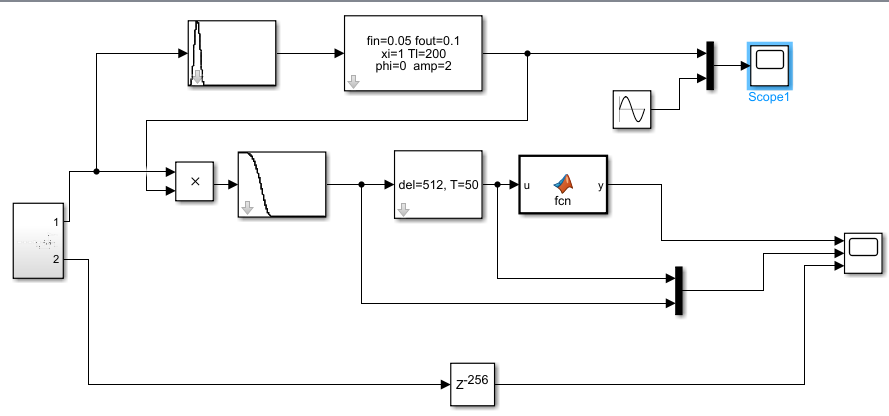 fin=0.05 fout=0.1
xi=1 Tl=200
phi=0 amp=2
Scope1
×
del=512, T=50
u
y
fcn
1
2
Z-256